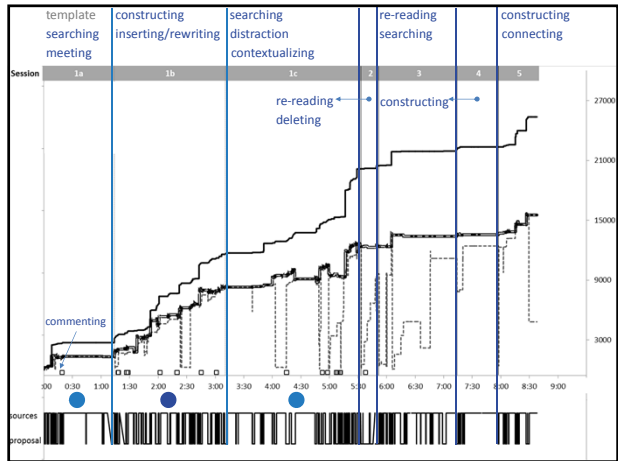 template
searching
meeting
constructing
inserting/rewriting
searching
distraction
contextualizing
re-reading
searching
constructing
connecting
Session 1a 1b 1c 2 3 4 5
re-reading
deleting
constructing
27000
21000
15000
9000
3000
commenting
0:00 0:30 1:00 1:30 2:00 2:30 3:00 3:30 4:00 4:30 5:00 5:30 6:00 6:30 7:00 7:30 8:00 8:30 9:00
sources
proposal